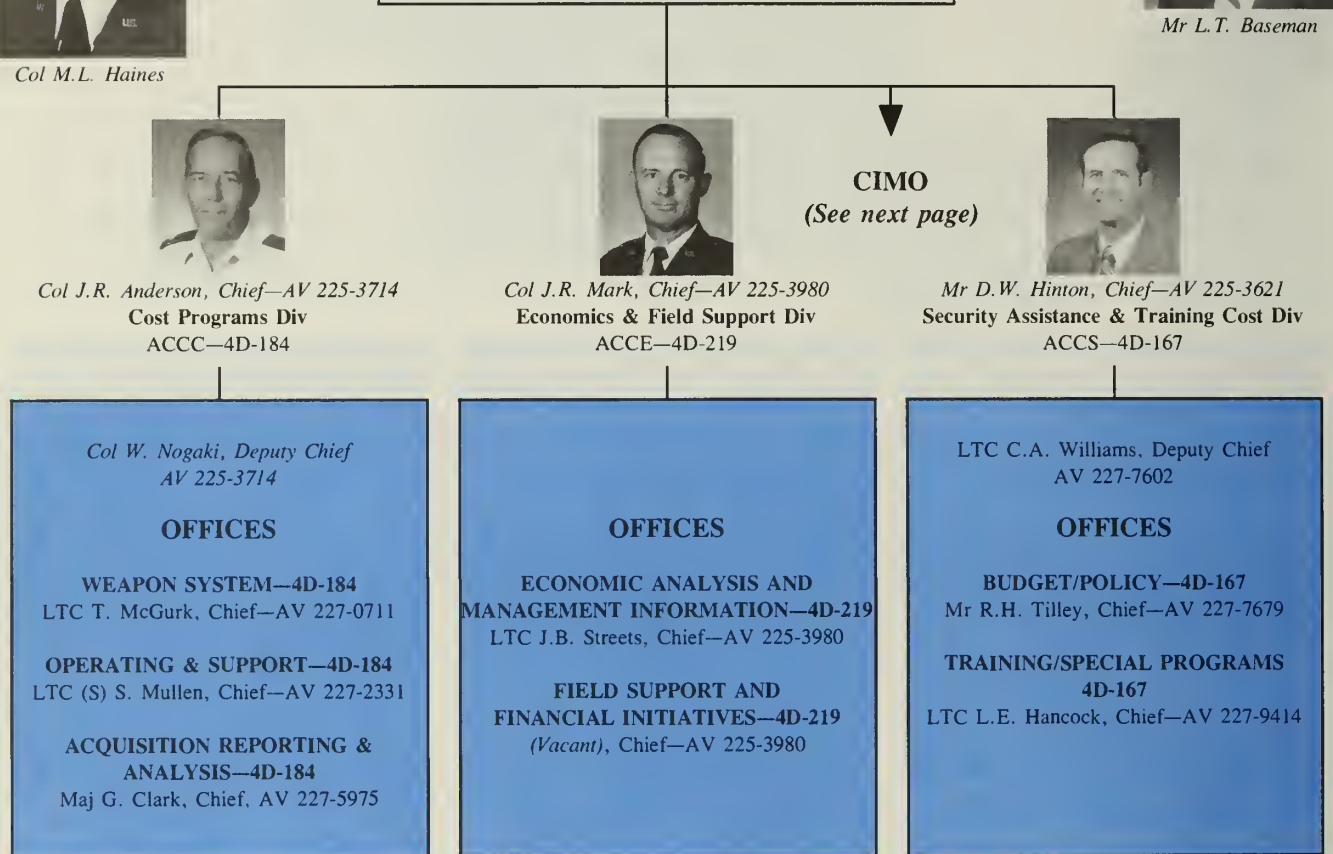 U.S.
Col M.L. Haines
Mr L.T. Baseman
CIMO
(See next page)
Col J.R. Anderson, Chief—AV 225-3714
Cost Programs Div
ACCC—4D-184
Col J.R. Mark, Chief—AV 225-3980
Economics & Field Support Div
ACCE—4D-219
Mr D.W. Hinton, Chief—AV 225-3621
Security Assistance & Training Cost Div
ACCS—4D-167
Col W. Nogaki, Deputy Chief
AV 225-3714
OFFICES
WEAPON SYSTEM—4D-184
LTC T. McGurk, Chief—AV 227-0711
OPERATING & SUPPORT—4D-184
LTC (S) S. Mullen, Chief—AV 227-2331
ACQUISITION REPORTING &
ANALYSIS—4D-184
Maj G. Clark, Chief, AV 227-5975
OFFICES
ECONOMIC ANALYSIS AND
MANAGEMENT INFORMATION—4D-219
LTC J.B. Streets, Chief—AV 225-3980
FIELD SUPPORT AND
FINANCIAL INITIATIVES—4D-219
(Vacant), Chief—AV 225-3980
LTC C.A. Williams, Deputy Chief
AV 227-7602
OFFICES
BUDGET/POLICY—4D-167
Mr R.H. Tilley, Chief—AV 227-7679
TRAINING/SPECIAL PROGRAMS
4D-167
LTC L.E. Hancock, Chief—AV 227-9414